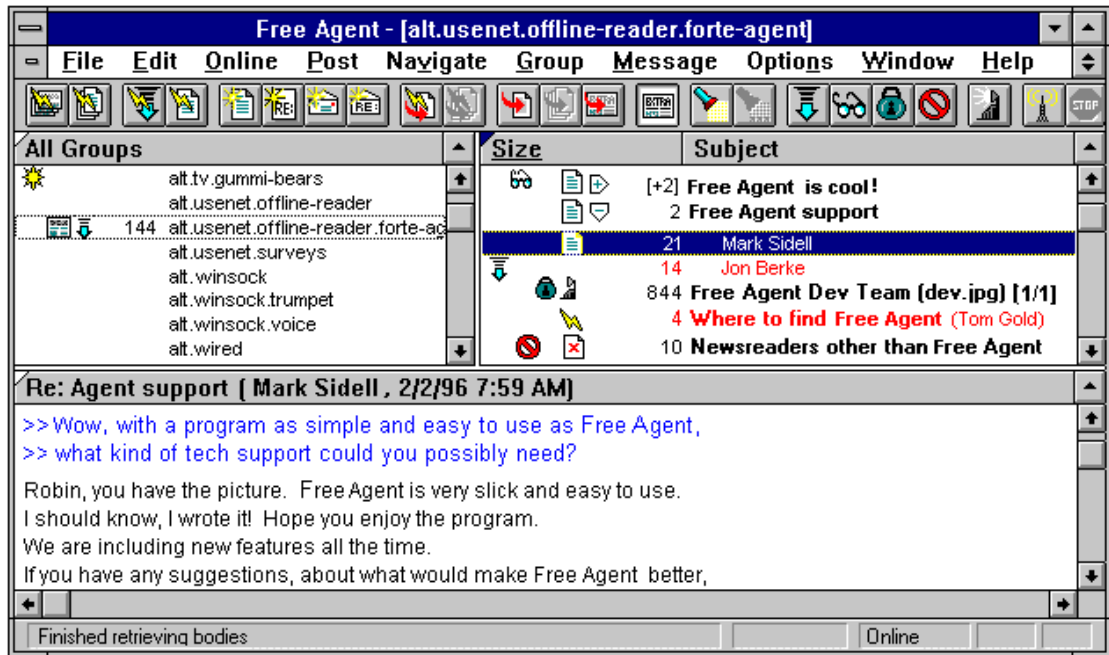 Free Agent - [alt.usenet.offline-reader.forte-agent]
File Edit Online Post Navigate Group Message Options Window Help
RE: RE: EXTRA STOP
All Groups
alt.tv.gummi-bears
alt.usenet.offline-reader
144 alt.usenet.offline-reader.forte-ag
alt.usenet.surveys
alt.winsock
alt.winsock.trumpet
alt.winsock.voice
alt.wired
Size Subject
[+2] Free Agent is cool!
2 Free Agent support
21 Mark Sidell
14 Jon Berke
844 Free Agent Dev Team (dev.jpg) [1/1]
4 Where to find Free Agent (Tom Gold)
10 Newsreaders other than Free Agent
Re: Agent support ( Mark Sidell , 2/2/96 7:59 AM)
>>Wow, with a program as simple and easy to use as Free Agent,
>> what kind of tech support could you possibly need?
Robin, you have the picture. Free Agent is very slick and easy to use.
I should know, I wrote it! Hope you enjoy the program.
We are including new features all the time.
If you have any suggestions, about what would make Free Agent better,
Finished retrieving bodies
Online